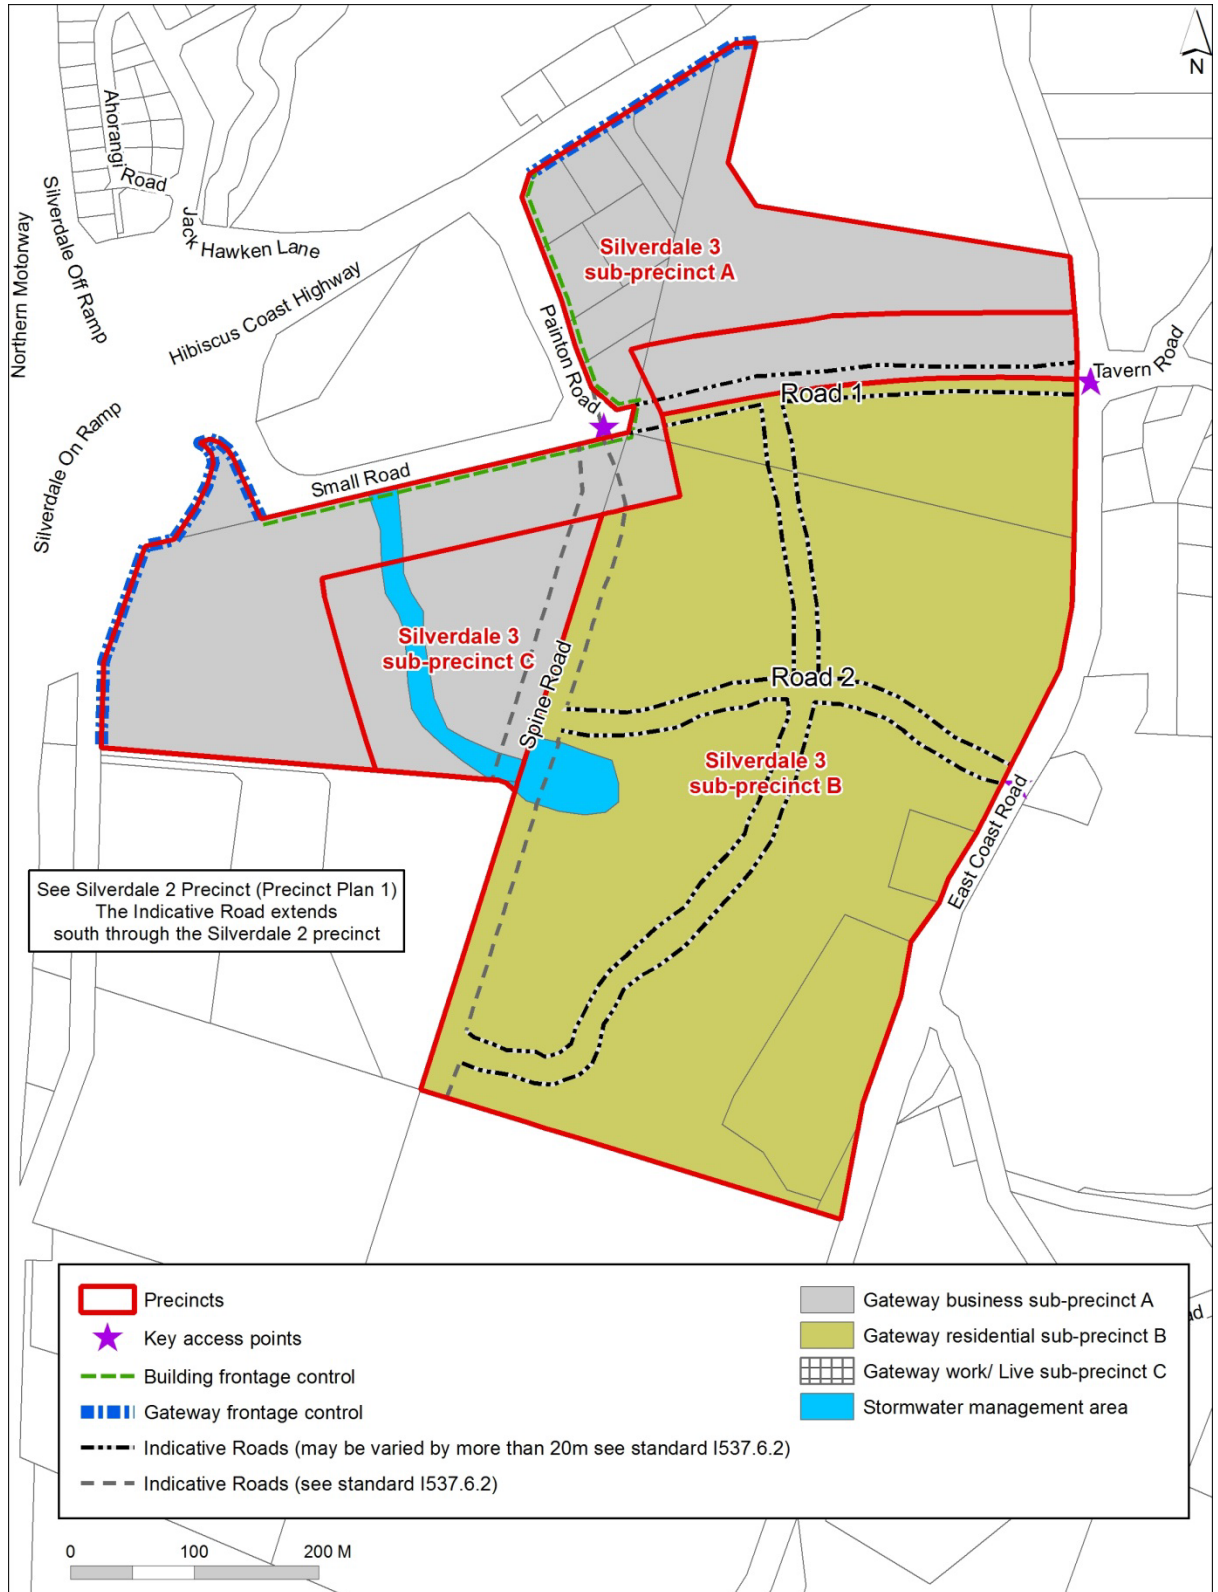 N
Ahorangi
Road
Jack
Hawken Lane
Northern Motorway
Silverdale Off Ramp
Hibiscus Coast Highway
Silverdale On Ramp
Silverdale 3
sub-precinct A
Painton Road
Road 1
Tavern Road
Small Road
Silverdale 3
sub-precinct C
Spine Road
Road 2
Silverdale 3
sub-precinct B
East Coast Road
See Silverdale 2 Precinct (Precinct Plan 1)
The Indicative Road extends
south through the Silverdale 2 precinct
Precincts
Key access points
Building frontage control
Gateway frontage control
Indicative Roads (may be varied by more than 20m see standard I537.6.2)
Indicative Roads (see standard I537.6.2)
Gateway business sub-precinct A
Gateway residential sub-precinct B
Gateway work/ Live sub-precinct C
Stormwater management area
0 100 200 M